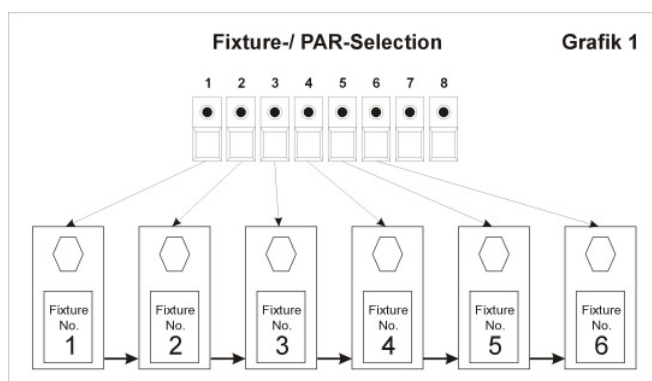 Fixture-/ PAR-Selection Grafik 1
1 2 3 4 5 6 7 8
Fixture No. 1
Fixture No. 2
Fixture No. 3
Fixture No. 4
Fixture No. 5
Fixture No. 6